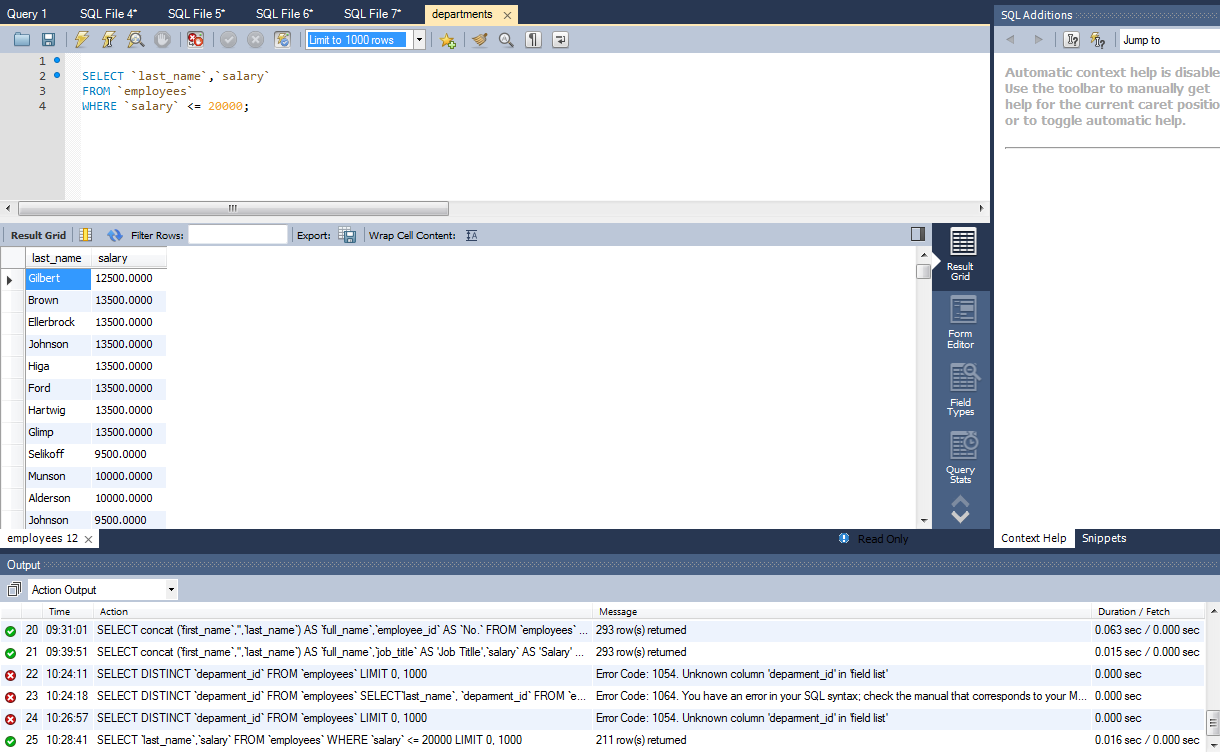 Query 1 SQL File 4* SQL File 5* SQL File 6* SQL File 7* departments
SQL Additions
Limit to 1000 rows
Jump to
1
2 SELECT `last_name`,`salary`
3 FROM `employees`
4 WHERE `salary` <= 20000;
Automatic context help is disable
Use the toolbar to manually get
help for the current caret positio
or to toggle automatic help.
Result Grid Filter Rows: Export: Wrap Cell Content:
last_name salary
Gilbert 12500.0000
Brown 13500.0000
Ellerbrock 13500.0000
Johnson 13500.0000
Higa 13500.0000
Ford 13500.0000
Hartwig 13500.0000
Glimp 13500.0000
Selikoff 9500.0000
Munson 10000.0000
Alderson 10000.0000
Johnson 9500.0000
Result
Grid
Form
Editor
Field
Types
Query
Stats
employees 12 Read Only
Context Help Snippets
Output
Action Output
Time Action Message Duration / Fetch
20 09:31:01 SELECT concat (`first_name`,'',`last_name`) AS `full_name`,`employee_id` AS `No.` FROM `employees` ... 293 row(s) returned 0.063 sec / 0.000 sec
21 09:39:51 SELECT concat (`first_name`,'',`last_name`) AS `full_name`,`job_title` AS 'Job Titlle',`salary` AS 'Salary' ... 293 row(s) returned 0.015 sec / 0.000 sec
22 10:24:11 SELECT DISTINCT `deparment_id` FROM `employees` LIMIT 0, 1000 Error Code: 1054. Unknown column 'deparment_id' in 'field list' 0.000 sec
23 10:24:18 SELECT DISTINCT `deparment_id` FROM `employees` SELECT`last_name`, `deparment_id` FROM `e... Error Code: 1064. You have an error in your SQL syntax; check the manual that corresponds to your M... 0.000 sec
24 10:26:57 SELECT DISTINCT `deparment_id` FROM `employees` LIMIT 0, 1000 Error Code: 1054. Unknown column 'deparment_id' in 'field list' 0.000 sec
25 10:28:41 SELECT `last_name`,`salary` FROM `employees` WHERE `salary` <= 20000 LIMIT 0, 1000 211 row(s) returned 0.016 sec / 0.000 sec